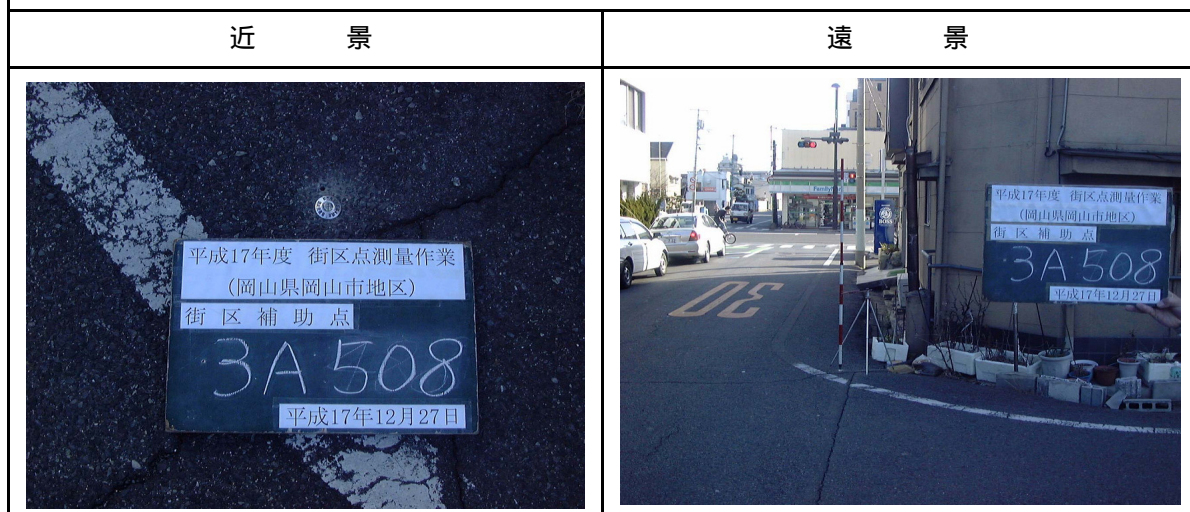 近 景
遠 景
平成17年度 街区点測量作業
(岡山県岡山市地区)
街区補助点
3A508
平成17年12月27日
平成17年度 街区点測量作業
(岡山県岡山市地区)
街区補助点
3A508
平成17年12月27日
FamilyMart
BOSS
30